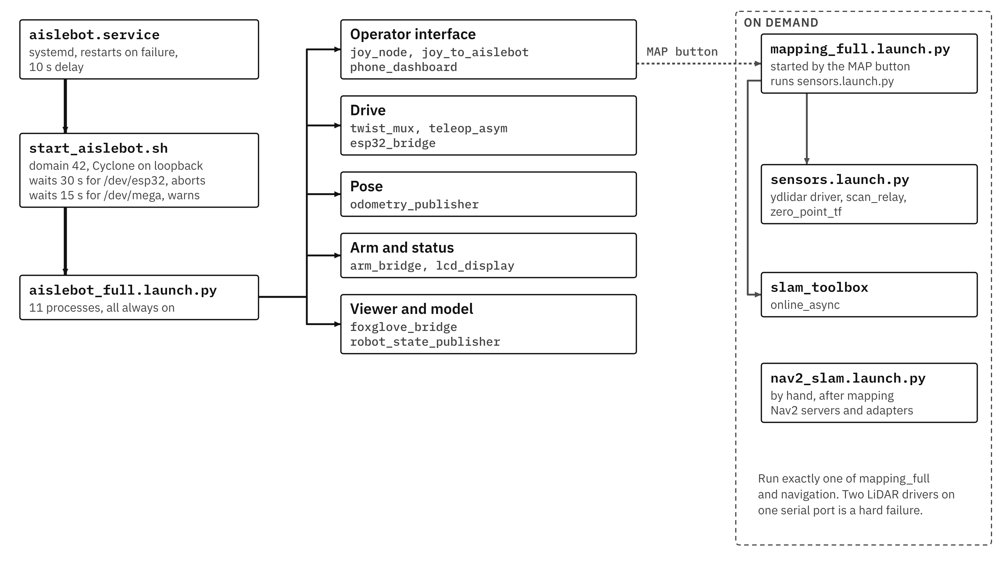 aislebot.service
systemd, restarts on failure,
10 s delay
start_aislebot.sh
domain 42, Cyclone on loopback
waits 30 s for /dev/esp32, aborts
waits 15 s for /dev/mega, warns
aislebot_full.launch.py
11 processes, all always on
Operator interface
joy_node, joy_to_aislebot
phone_dashboard
Drive
twist_mux, teleop_asym
esp32_bridge
Pose
odometry_publisher
Arm and status
arm_bridge, lcd_display
Viewer and model
foxglove_bridge
robot_state_publisher
MAP button
ON DEMAND
mapping_full.launch.py
started by the MAP button
runs sensors.launch.py
sensors.launch.py
ydlidar driver, scan_relay,
zero_point_tf
slam_toolbox
online_async
nav2_slam.launch.py
by hand, after mapping
Nav2 servers and adapters
Run exactly one of mapping_full
and navigation. Two LiDAR drivers on
one serial port is a hard failure.